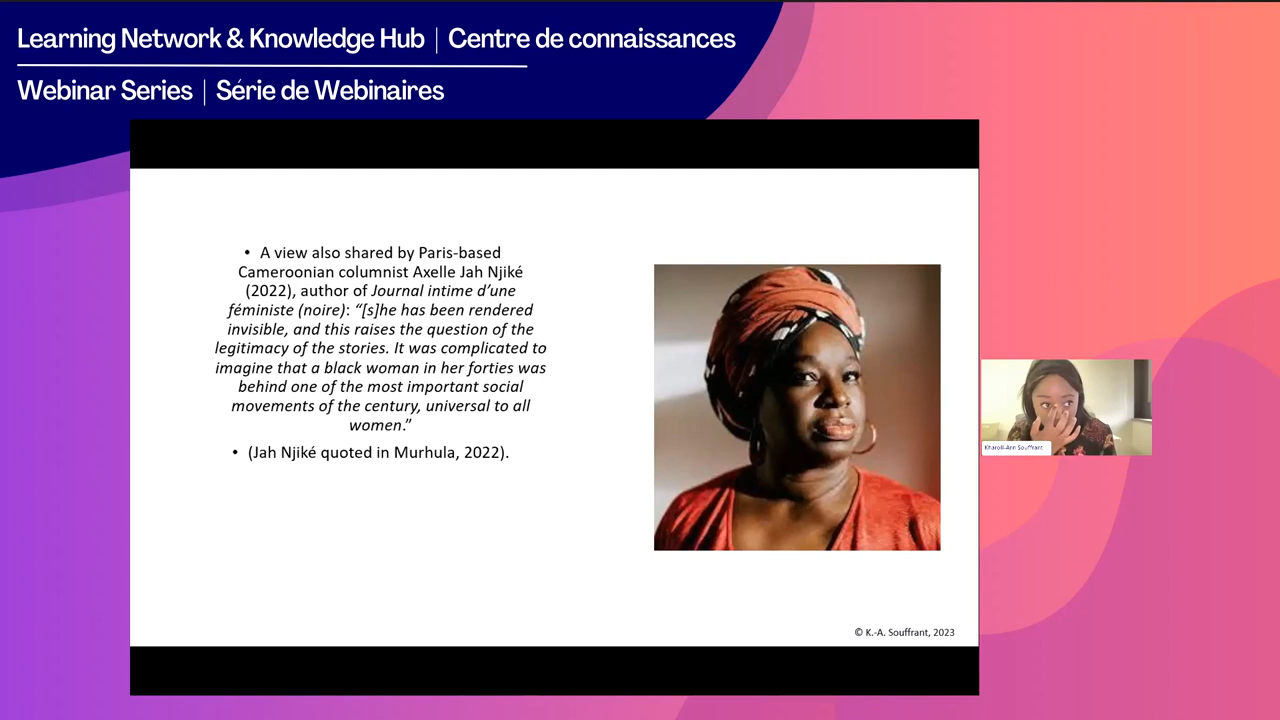 Learning Network & Knowledge Hub | Centre de connaissances
Webinar Series | Série de Webinaires
• A view also shared by Paris-based
Cameroonian columnist Axelle Jah Njiké
(2022), author of Journal intime d’une
féministe (noire): “[s]he has been rendered
invisible, and this raises the question of the
legitimacy of the stories. It was complicated to
imagine that a black woman in her forties was
behind one of the most important social
movements of the century, universal to all
women.”
• (Jah Njiké quoted in Murhula, 2022).
Kharoll-Ann Souffrant
© K.-A. Souffrant, 2023